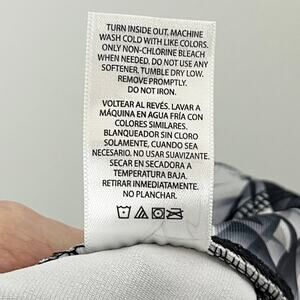 TURN INSIDE OUT. MACHINE
WASH COLD WITH LIKE COLORS.
ONLY NON-CHLORINE BLEACH
WHEN NEEDED. DO NOT USE ANY
SOFTENER, TUMBLE DRY LOW.
REMOVE PROMPTLY.
DO NOT IRON.
VOLTEAR AL REVÉS. LAVAR A
MÁQUINA EN AGUA FRÍA CON
COLORES SIMILARES.
BLANQUEADOR SIN CLORO
SOLAMENTE, CUANDO SEA
NECESARIO, NO USAR SUAVIZANTE.
SECAR EN SECADORA A
TEMPERATURA BAJA.
RETIRAR INMEDIATAMENTE.
NO PLANCHAR.